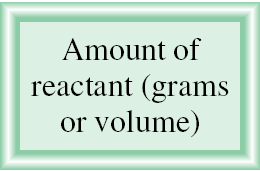 Amount of
reactant (grams
or volume)